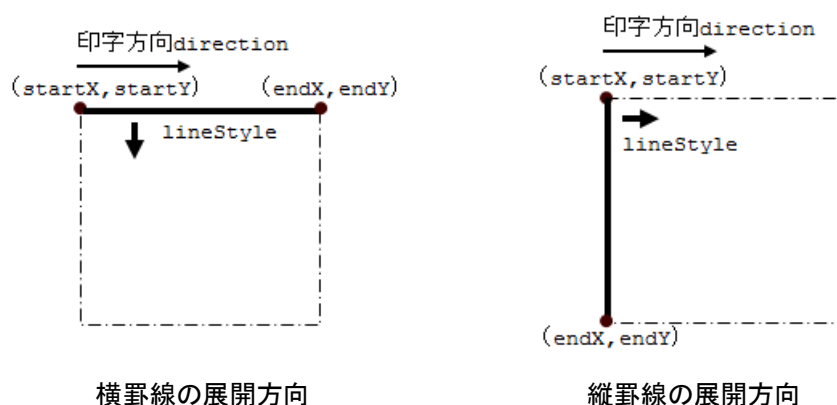 印字方向direction
(startX,startY)
(endX,endY)
lineStyle
横罫線の展開方向
印字方向direction
(startX,startY)
lineStyle
(endX,endY)
縦罫線の展開方向